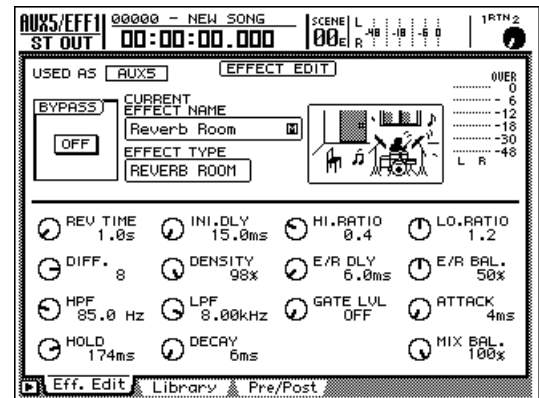 AUX5/EFF1 00000 - NEW SONG SCENE L 1RTN2
ST OUT 00:00:00.000 00E R -48 -18 -6 0
USED AS AUX5 EFFECT EDIT
BYPASS OFF
CURRENT
EFFECT NAME
Reverb Room
EFFECT TYPE
REVERB ROOM
OVER
0
- 6
-12
-18
-30
-48
L R
REV TIME 1.0s
INI.DLY 15.0ms
HI.RATIO 0.4
LO.RATIO 1.2
DIFF. 8
DENSITY 98%
E/R DLY 6.0ms
E/R BAL. 50%
HPF 85.0 Hz
LPF 8.00kHz
GATE LVL OFF
ATTACK 4ms
HOLD 174ms
DECAY 6ms
MIX BAL. 100%
Eff. Edit Library Pre/Post